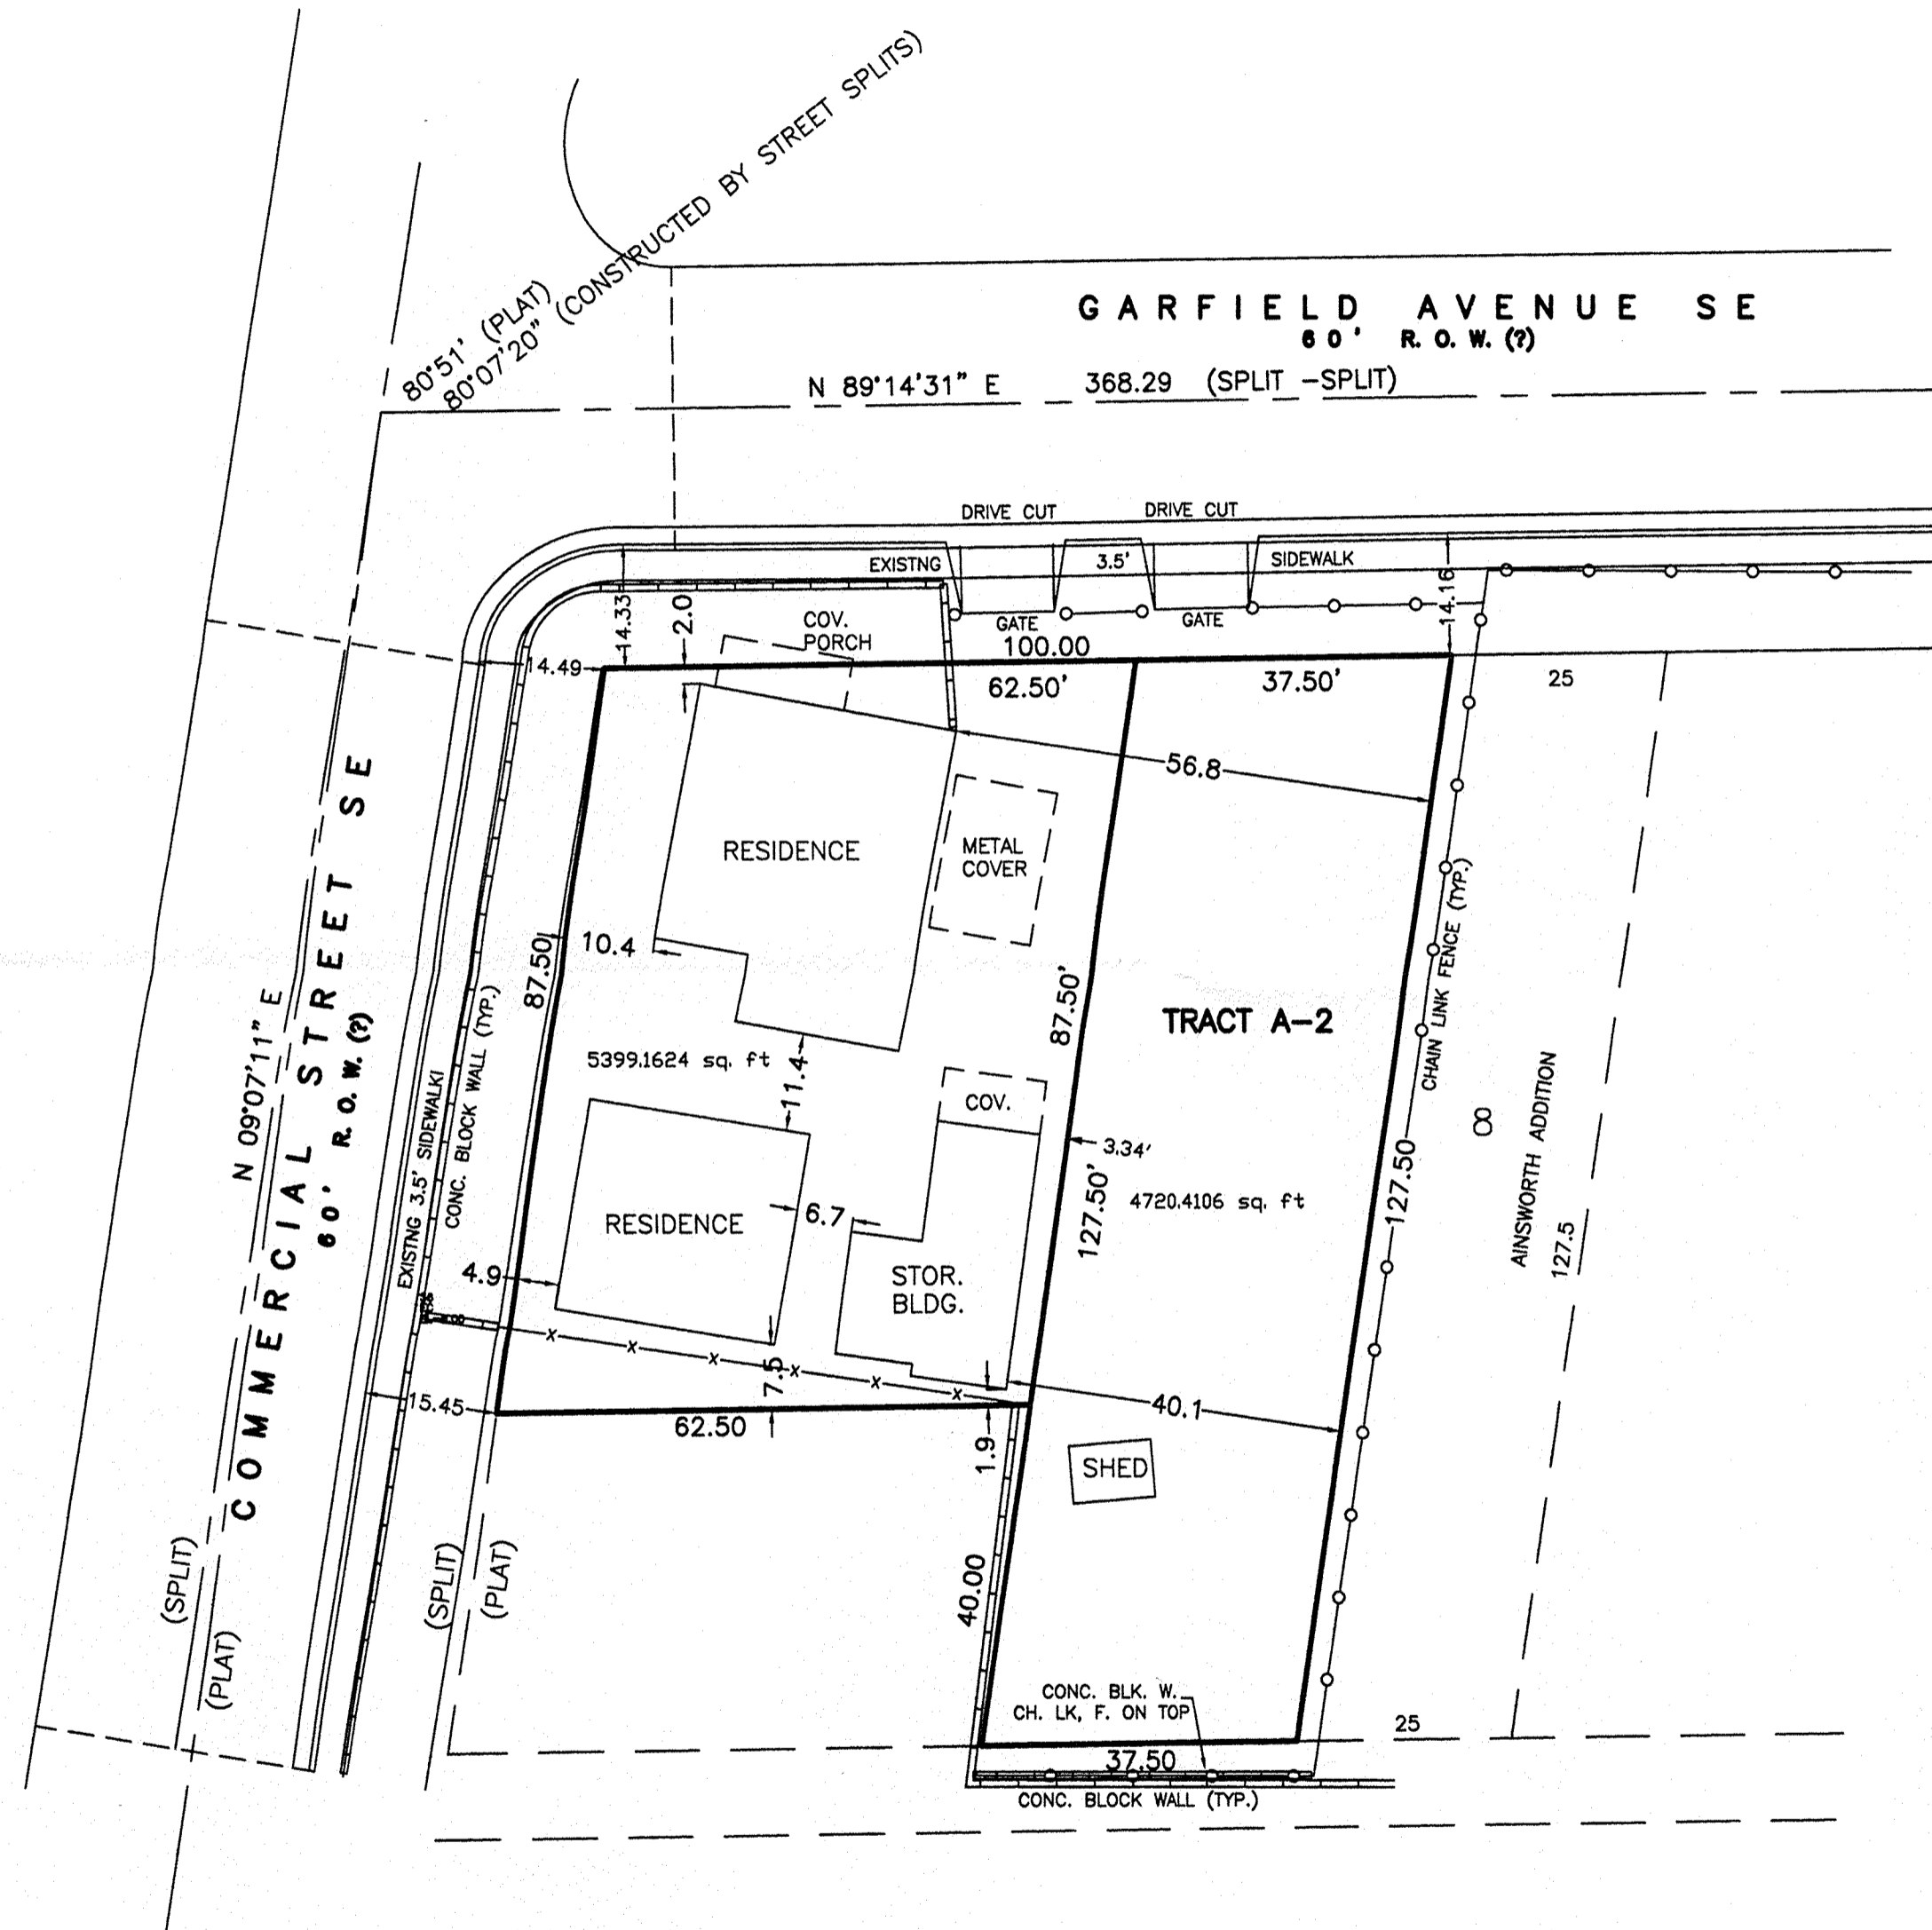 80°51' (PLAT)
80°07'20" (CONSTRUCTED BY STREET SPLITS)
GARFIELD AVENUE SE
60' R.O.W. (?)
N 89°14'31" E 368.29 (SPLIT -SPLIT)
DRIVE CUT DRIVE CUT
EXISTNG 3.5' SIDEWALK
14.33
2.0
COV.
PORCH
GATE
GATE
14.16
100.00
14.49
62.50'
37.50'
25
56.8
RESIDENCE
METAL
COVER
10.4
87.50
87.50'
TRACT A-2
CHAIN LINK FENCE (TYP.)
N 09°07'11" E
COMMERCIAL STREET SE
60' R.O.W. (?)
EXISTNG 3.5' SIDEWALKI
CONC. BLOCK WALL (TYP.)
5399.1624 sq. ft
11.4
COV.
3.34'
127.50'
4720.4106 sq. ft
127.50
8
AINSWORTH ADDITION
127.5
RESIDENCE
6.7
STOR.
BLDG.
4.9
7.5
15.45
62.50
40.1
1.9
SHED
40.00
(SPLIT)
(PLAT)
(SPLIT)
(PLAT)
CONC. BLK. W.
CH. LK, F. ON TOP
25
37.50
CONC. BLOCK WALL (TYP.)